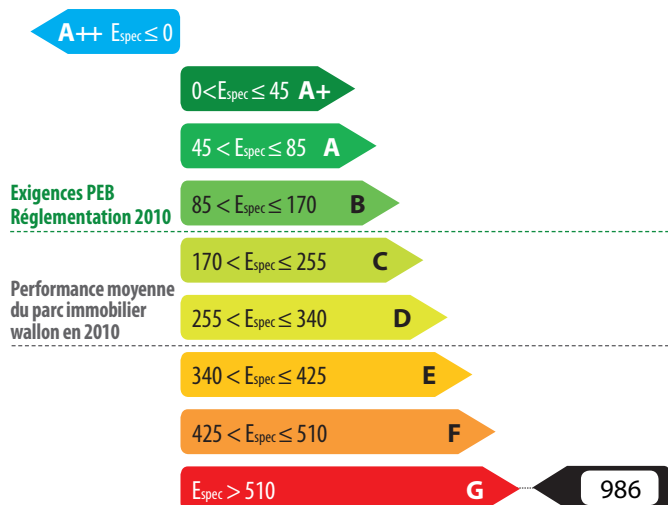 A++ Espec ≤ 0
0<Espec ≤ 45 A+
45 < Espec ≤ 85 A
Exigences PEB
Réglementation 2010
85 < Espec ≤ 170 B
170 < Espec ≤ 255 C
Performance moyenne
du parc immobilier
wallon en 2010
255 < Espec ≤ 340 D
340 < Espec ≤ 425 E
425 < Espec ≤ 510 F
Espec > 510 G 986